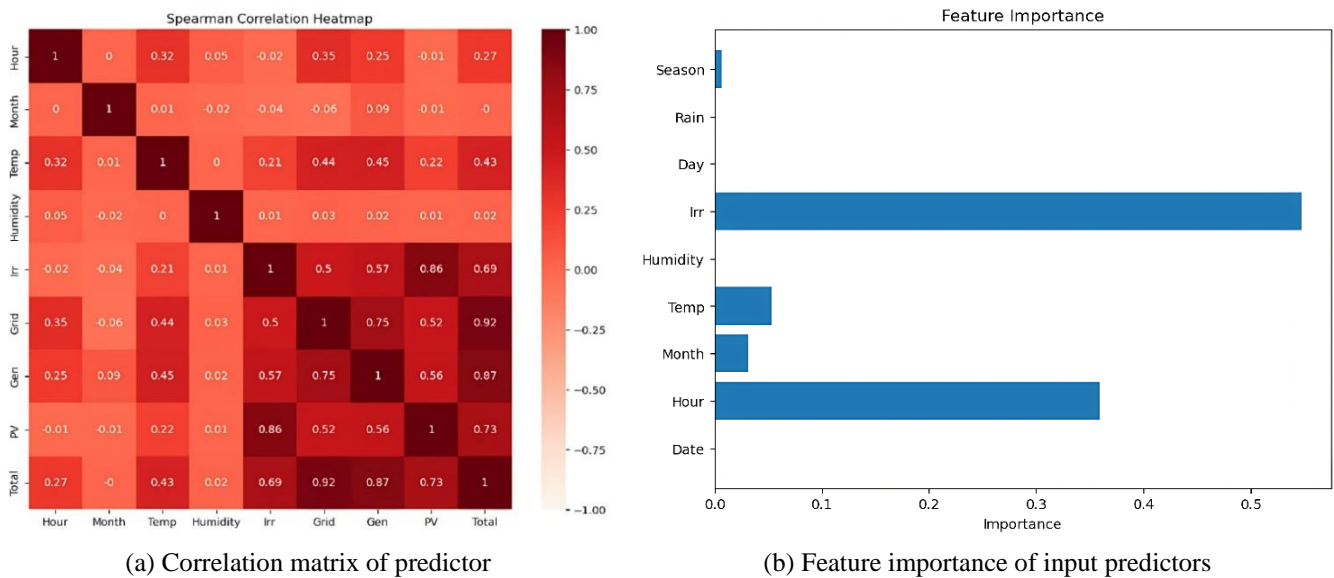 Spearman Correlation Heatmap
Hour 1 0 0.32 0.05 -0.02 0.35 0.25 -0.01 0.27
Month 0 1 0.01 -0.02 -0.04 -0.06 0.09 -0.01 -0
Temp 0.32 0.01 1 0 0.21 0.44 0.45 0.22 0.43
Humidity 0.05 -0.02 0 1 0.01 0.03 0.02 0.01 0.02
Irr -0.02 -0.04 0.21 0.01 1 0.5 0.57 0.86 0.69
Grid 0.35 -0.06 0.44 0.03 0.5 1 0.75 0.52 0.92
Gen 0.25 0.09 0.45 0.02 0.57 0.75 1 0.56 0.87
PV -0.01 -0.01 0.22 0.01 0.86 0.52 0.56 1 0.73
Total 0.27 -0 0.43 0.02 0.69 0.92 0.87 0.73 1
Hour Month Temp Humidity Irr Grid Gen PV Total
1.00
0.75
0.50
0.25
0.00
-0.25
-0.50
-0.75
-1.00
(a) Correlation matrix of predictor
Feature Importance
Season
Rain
Day
Irr
Humidity
Temp
Month
Hour
Date
0.0 0.1 0.2 0.3 0.4 0.5
Importance
(b) Feature importance of input predictors